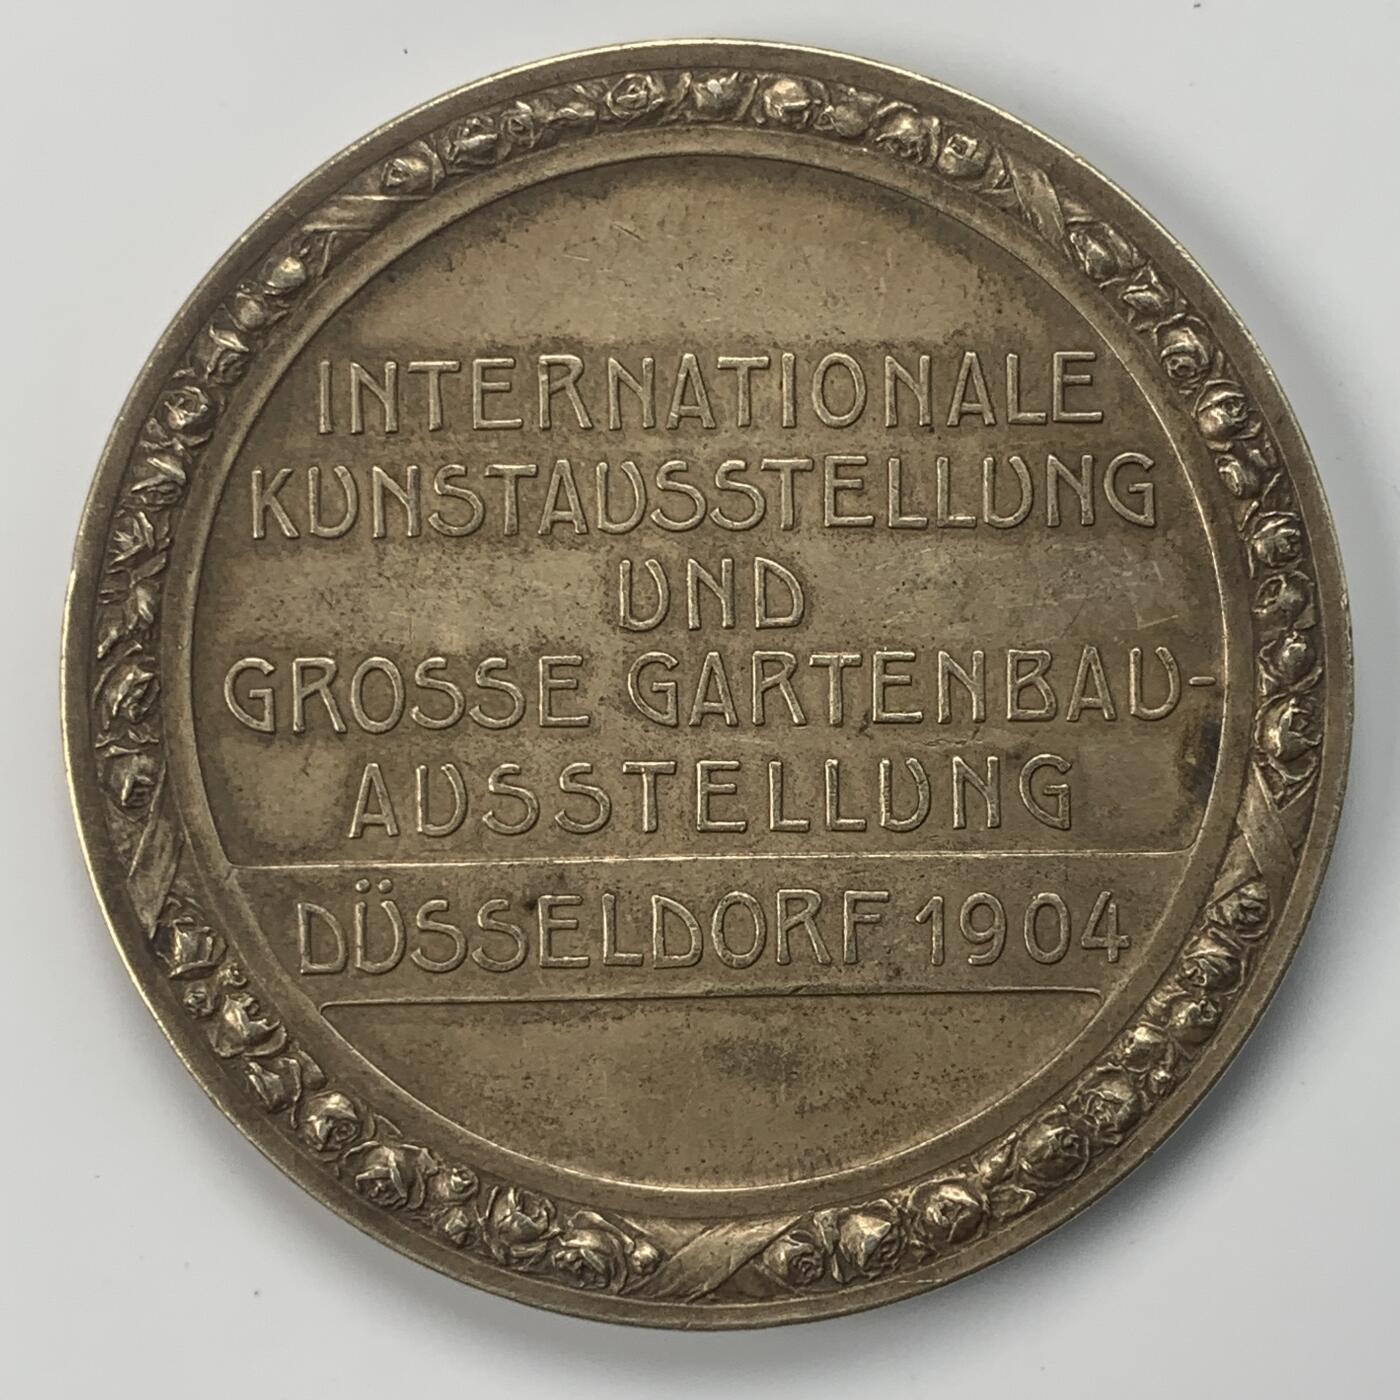 INTERNATIONALE
KUNSTAUSSTELLUNG
UND
GROSSE GARTENBAU-
AUSSTELLUNG
DÜSSELDORF 1904